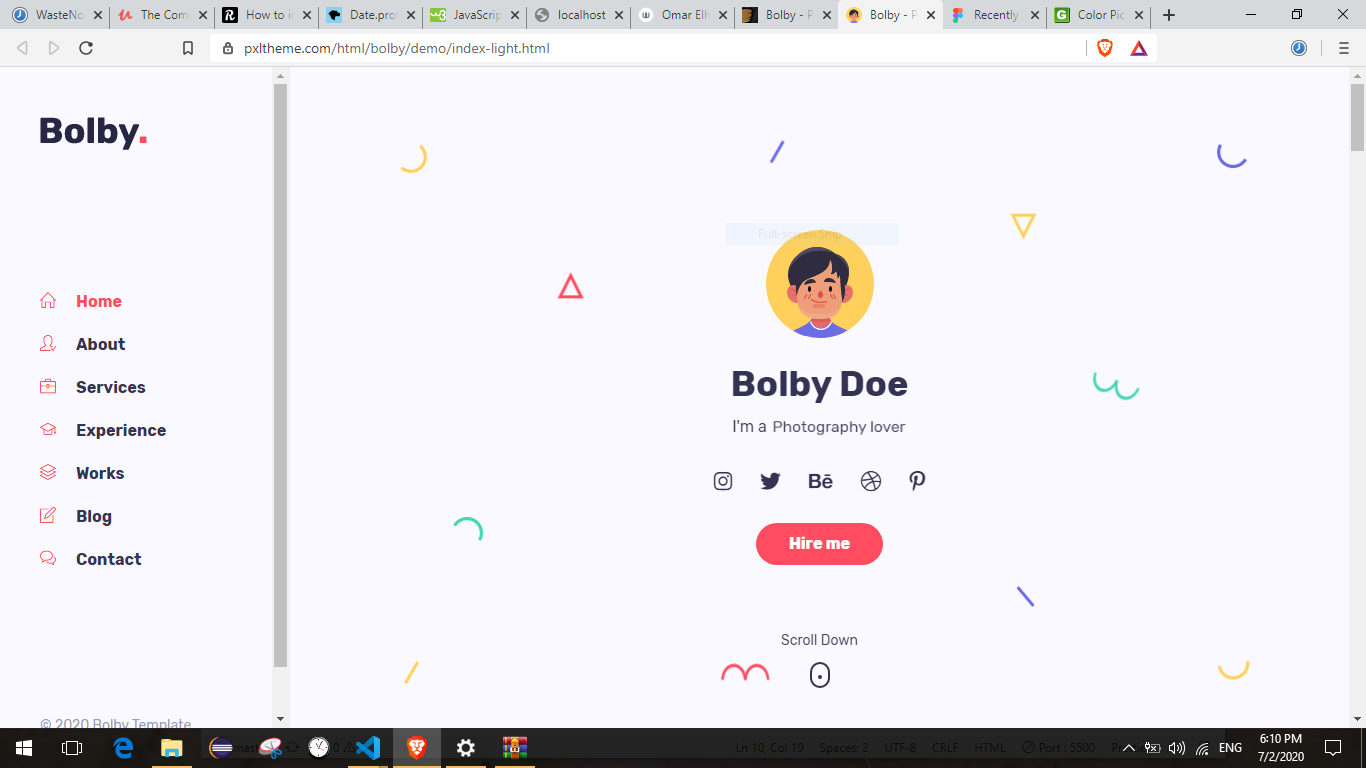 WasteNo
The Com
How to i
Date.prot
JavaScrip
localhost
Omar Elh
Bolby - P
Bolby - P
Recently
Color Pic
pxltheme.com/html/bolby/demo/index-light.html
Bolby.
Home
About
Services
Experience
Works
Blog
Contact
© 2020 Bolby Template
Full-screen Snip
Bolby Doe
I'm a Photography lover
Bē
Hire me
Scroll Down
0
Ln 10, Col 19
Spaces: 2
UTF-8
CRLF
HTML
Port : 5500
ENG
6:10 PM
7/2/2020